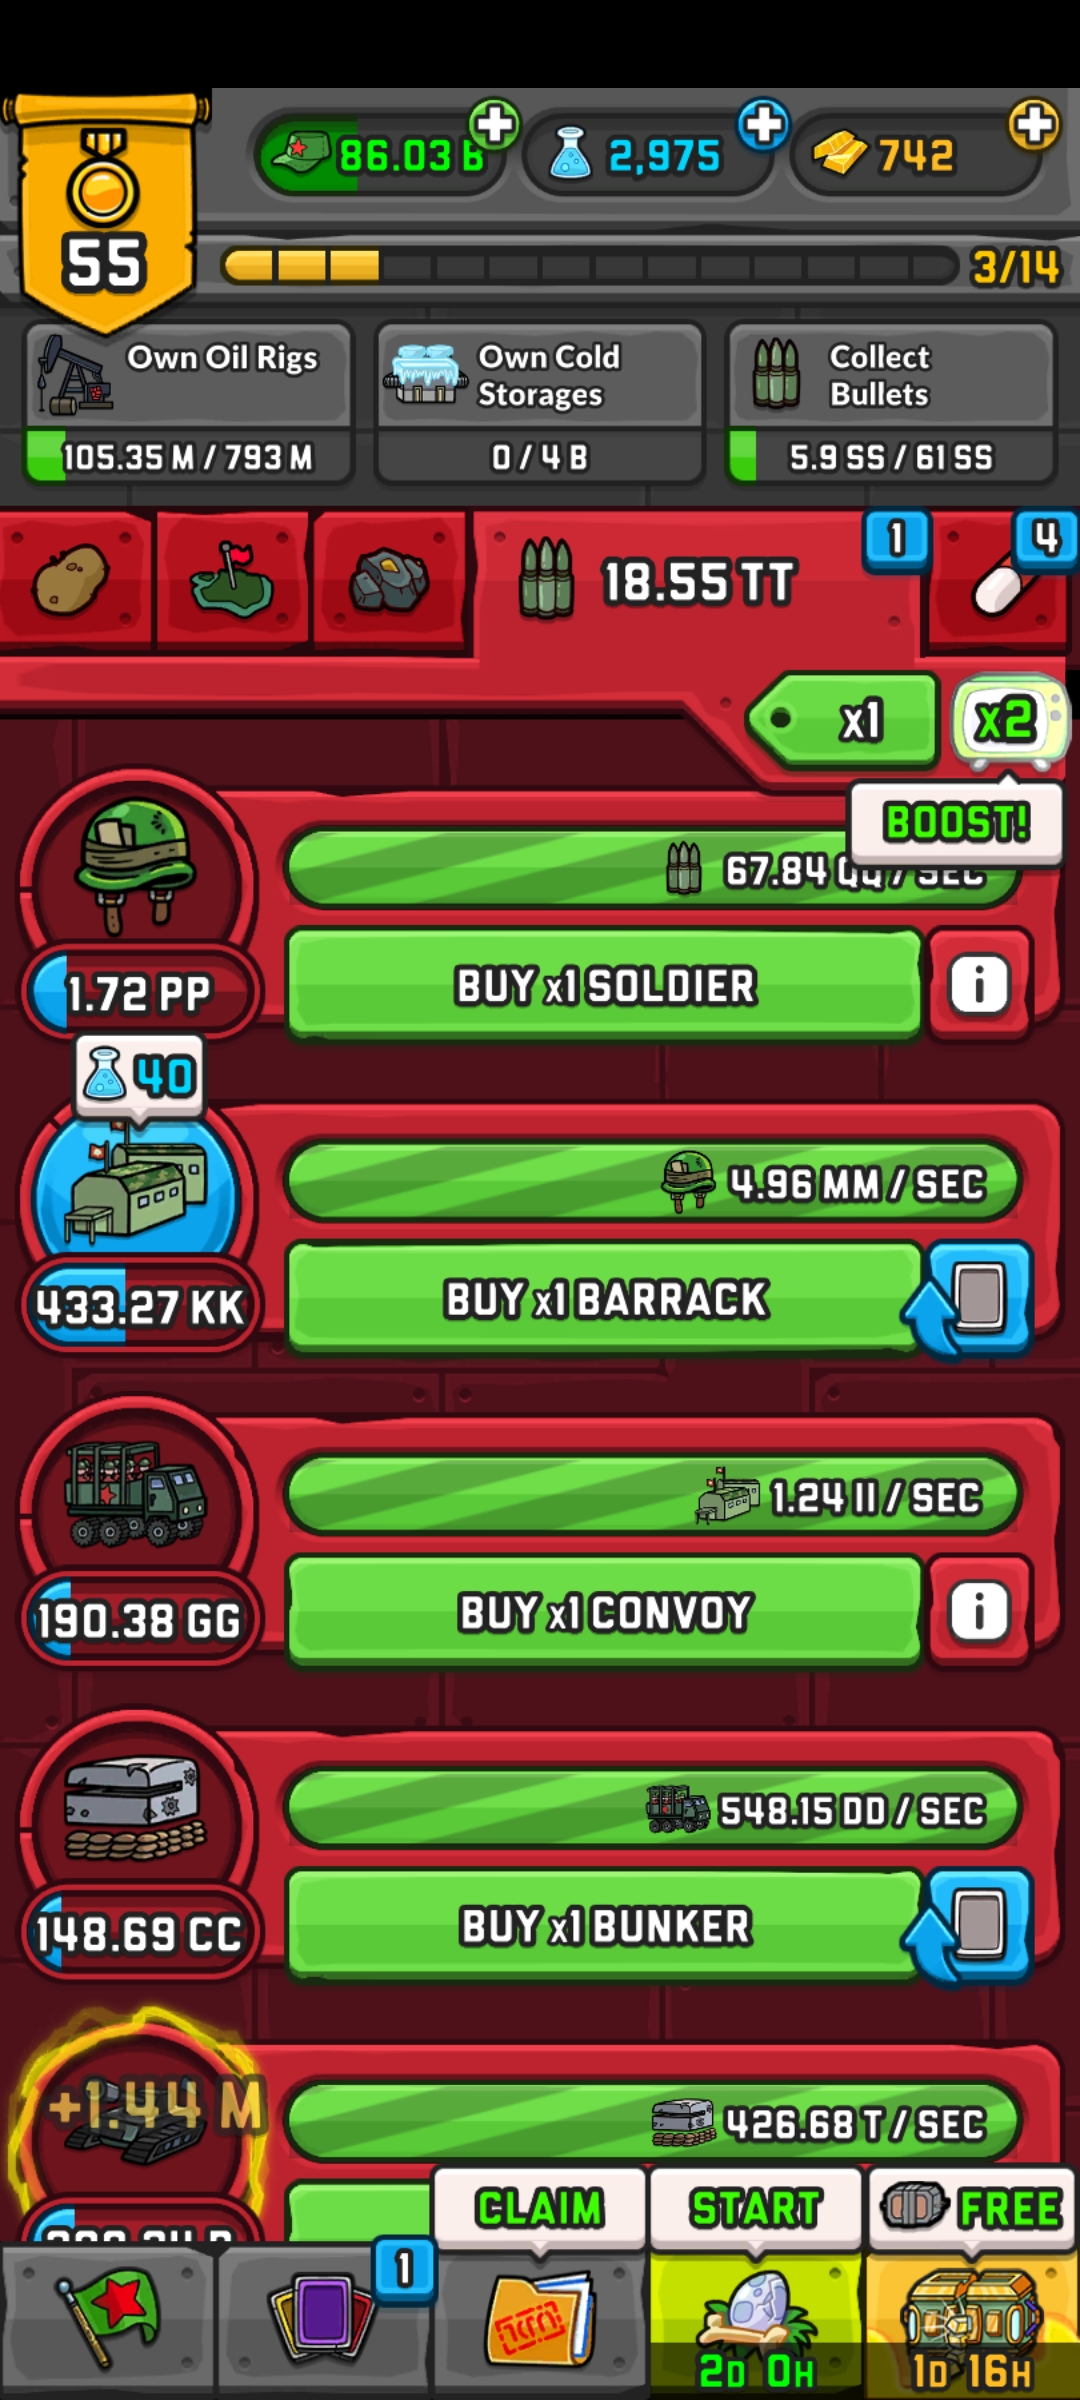 55
86.03 B
2,975
742
3/14
Own Oil Rigs
105.35 M / 793 M
Own Cold
Storages
0 / 4 B
Collect
Bullets
5.9 SS / 61 SS
18.55 TT
1
4
x1
x2
BOOST!
67.84 QQ / SEC
1.72 PP
BUY x1 SOLDIER
i
40
4.96 MM / SEC
433.27 KK
BUY x1 BARRACK
1.24 II / SEC
190.38 GG
BUY x1 CONVOY
i
548.15 DD / SEC
148.69 CC
BUY x1 BUNKER
+1.44 M
426.68 T / SEC
CLAIM
START
FREE
1
2D 0H
1D 16H